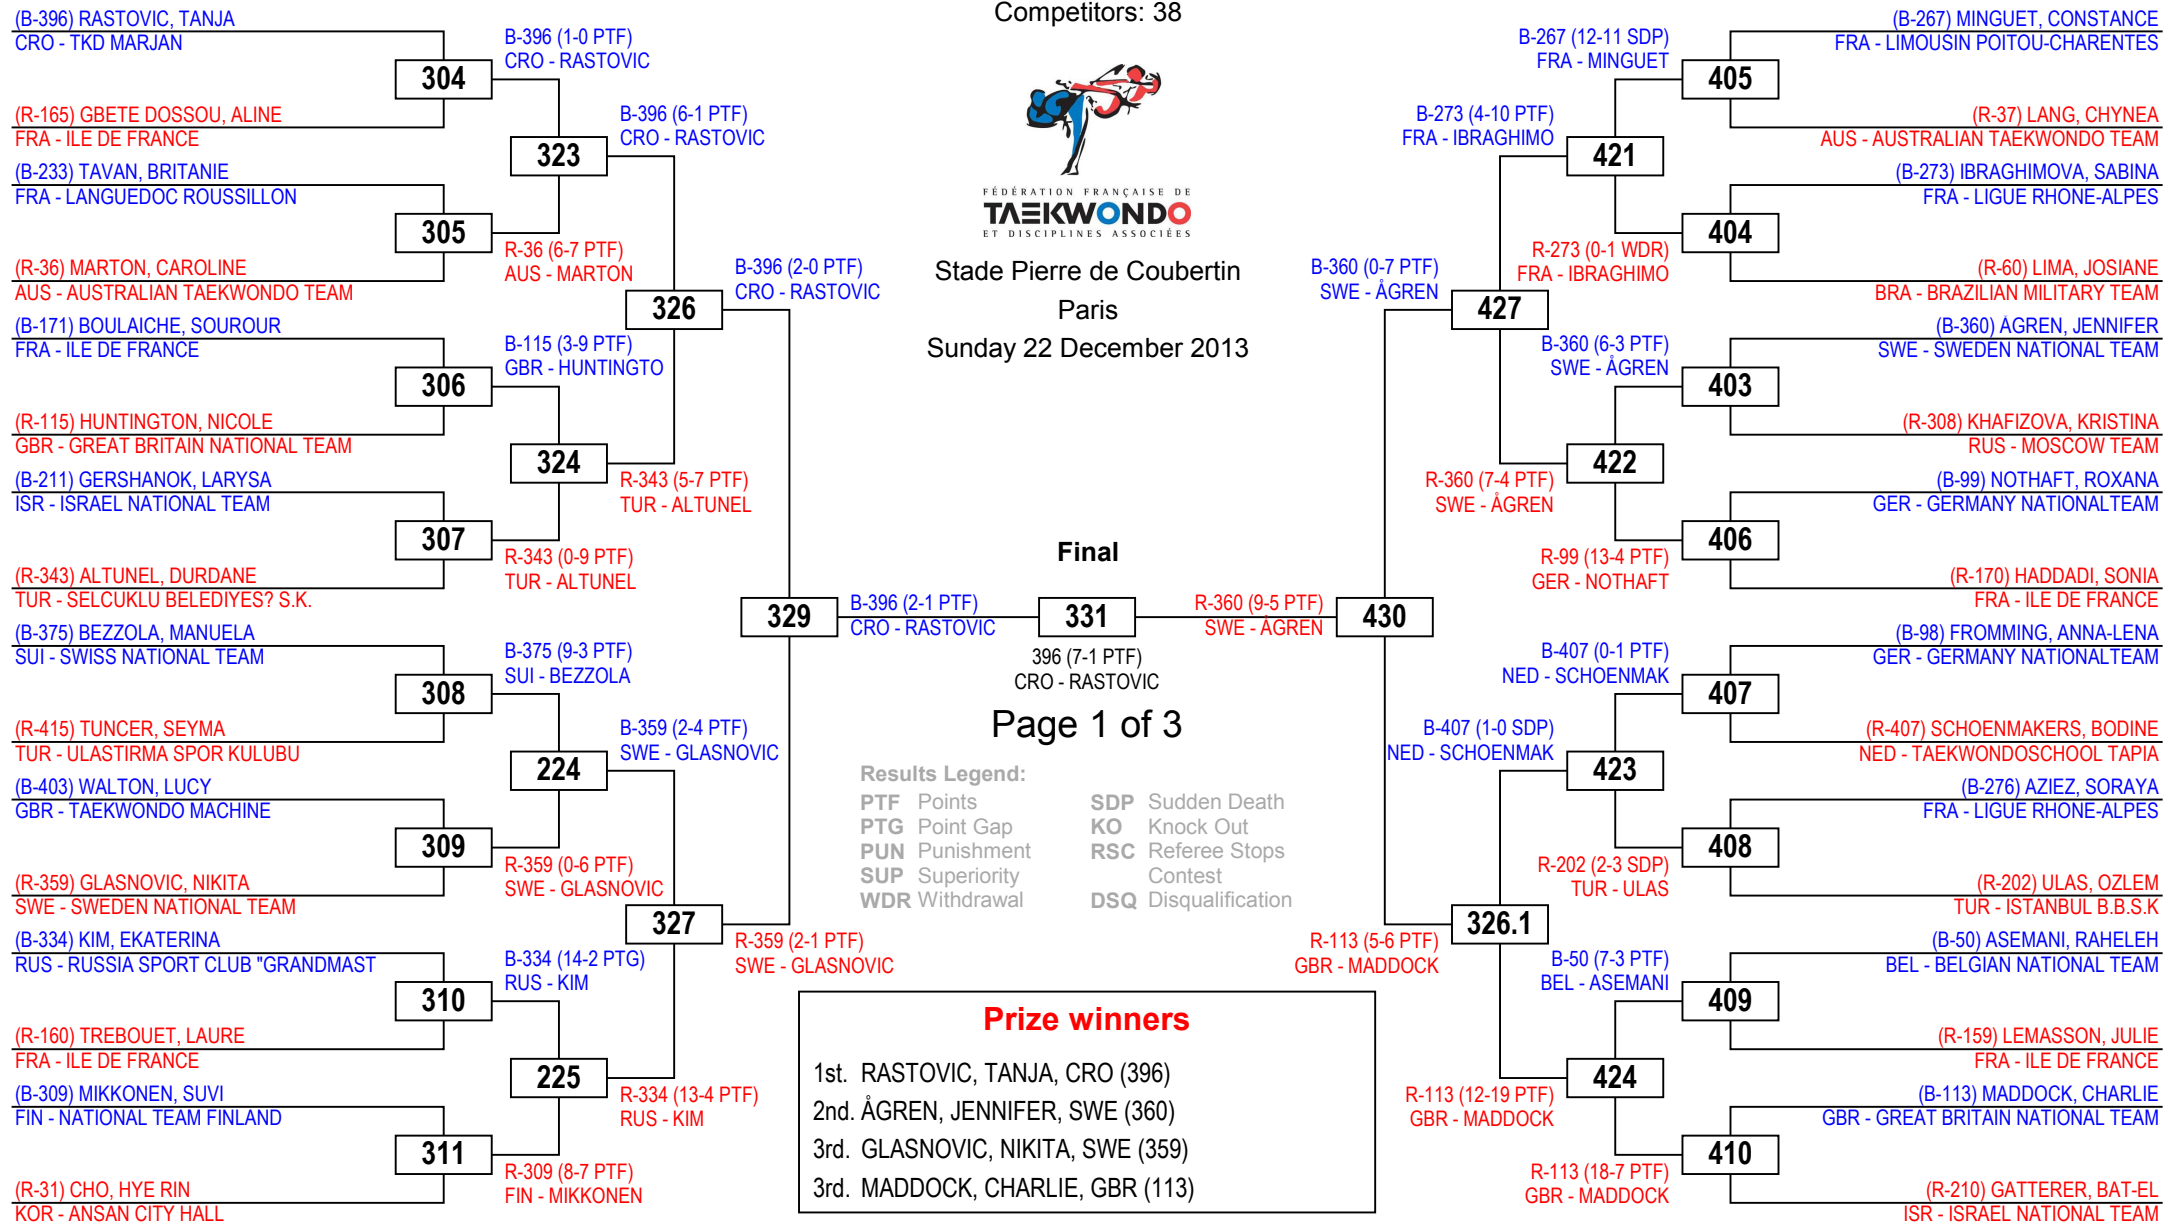 Competitors: 38
FÉDÉRATION FRANÇAISE DE
TAEKWONDO
ET DISCIPLINES ASSOCIÉES
Stade Pierre de Coubertin
Paris
Sunday 22 December 2013
(B-396) RASTOVIC, TANJA
CRO - TKD MARJAN
304
(R-165) GBETE DOSSOU, ALINE
FRA - ILE DE FRANCE
(B-233) TAVAN, BRITANIE
FRA - LANGUEDOC ROUSSILLON
305
(R-36) MARTON, CAROLINE
AUS - AUSTRALIAN TAEKWONDO TEAM
(B-171) BOULAICHE, SOUROUR
FRA - ILE DE FRANCE
306
(R-115) HUNTINGTON, NICOLE
GBR - GREAT BRITAIN NATIONAL TEAM
(B-211) GERSHANOK, LARYSA
ISR - ISRAEL NATIONAL TEAM
307
(R-343) ALTUNEL, DURDANE
TUR - SELCUKLU BELEDIYES? S.K.
(B-375) BEZZOLA, MANUELA
SUI - SWISS NATIONAL TEAM
308
(R-415) TUNCER, SEYMA
TUR - ULASTIRMA SPOR KULUBU
(B-403) WALTON, LUCY
GBR - TAEKWONDO MACHINE
309
(R-359) GLASNOVIC, NIKITA
SWE - SWEDEN NATIONAL TEAM
(B-334) KIM, EKATERINA
RUS - RUSSIA SPORT CLUB "GRANDMAST
310
(R-160) TREBOUET, LAURE
FRA - ILE DE FRANCE
(B-309) MIKKONEN, SUVI
FIN - NATIONAL TEAM FINLAND
311
(R-31) CHO, HYE RIN
KOR - ANSAN CITY HALL
B-396 (1-0 PTF)
CRO - RASTOVIC
323
R-36 (6-7 PTF)
AUS - MARTON
B-115 (3-9 PTF)
GBR - HUNTINGTO
324
R-343 (0-9 PTF)
TUR - ALTUNEL
B-375 (9-3 PTF)
SUI - BEZZOLA
224
R-359 (0-6 PTF)
SWE - GLASNOVIC
B-334 (14-2 PTG)
RUS - KIM
225
R-309 (8-7 PTF)
FIN - MIKKONEN
B-396 (6-1 PTF)
CRO - RASTOVIC
326
R-343 (5-7 PTF)
TUR - ALTUNEL
B-359 (2-4 PTF)
SWE - GLASNOVIC
327
R-334 (13-4 PTF)
RUS - KIM
B-396 (2-0 PTF)
CRO - RASTOVIC
329
R-359 (2-1 PTF)
SWE - GLASNOVIC
Final
B-396 (2-1 PTF)
CRO - RASTOVIC
331
R-360 (9-5 PTF)
SWE - ÅGREN
396 (7-1 PTF)
CRO - RASTOVIC
Page 1 of 3
Results Legend:
PTF Points
PTG Point Gap
PUN Punishment
SUP Superiority
WDR Withdrawal
SDP Sudden Death
KO Knock Out
RSC Referee Stops
Contest
DSQ Disqualification
B-360 (0-7 PTF)
SWE - ÅGREN
430
R-113 (5-6 PTF)
GBR - MADDOCK
B-273 (4-10 PTF)
FRA - IBRAGHIMO
427
R-360 (7-4 PTF)
SWE - ÅGREN
B-407 (1-0 SDP)
NED - SCHOENMAK
326.1
R-113 (12-19 PTF)
GBR - MADDOCK
B-267 (12-11 SDP)
FRA - MINGUET
421
R-273 (0-1 WDR)
FRA - IBRAGHIMO
B-360 (6-3 PTF)
SWE - ÅGREN
422
R-99 (13-4 PTF)
GER - NOTHAFT
B-407 (0-1 PTF)
NED - SCHOENMAK
423
R-202 (2-3 SDP)
TUR - ULAS
B-50 (7-3 PTF)
BEL - ASEMANI
424
R-113 (18-7 PTF)
GBR - MADDOCK
(B-267) MINGUET, CONSTANCE
FRA - LIMOUSIN POITOU-CHARENTES
405
(R-37) LANG, CHYNEA
AUS - AUSTRALIAN TAEKWONDO TEAM
(B-273) IBRAGHIMOVA, SABINA
FRA - LIGUE RHONE-ALPES
404
(R-60) LIMA, JOSIANE
BRA - BRAZILIAN MILITARY TEAM
(B-360) ÅGREN, JENNIFER
SWE - SWEDEN NATIONAL TEAM
403
(R-308) KHAFIZOVA, KRISTINA
RUS - MOSCOW TEAM
(B-99) NOTHAFT, ROXANA
GER - GERMANY NATIONALTEAM
406
(R-170) HADDADI, SONIA
FRA - ILE DE FRANCE
(B-98) FROMMING, ANNA-LENA
GER - GERMANY NATIONALTEAM
407
(R-407) SCHOENMAKERS, BODINE
NED - TAEKWONDOSCHOOL TAPIA
(B-276) AZIEZ, SORAYA
FRA - LIGUE RHONE-ALPES
408
(R-202) ULAS, OZLEM
TUR - ISTANBUL B.B.S.K
(B-50) ASEMANI, RAHELEH
BEL - BELGIAN NATIONAL TEAM
409
(R-159) LEMASSON, JULIE
FRA - ILE DE FRANCE
(B-113) MADDOCK, CHARLIE
GBR - GREAT BRITAIN NATIONAL TEAM
410
(R-210) GATTERER, BAT-EL
ISR - ISRAEL NATIONAL TEAM
Prize winners
1st. RASTOVIC, TANJA, CRO (396)
2nd. ÅGREN, JENNIFER, SWE (360)
3rd. GLASNOVIC, NIKITA, SWE (359)
3rd. MADDOCK, CHARLIE, GBR (113)